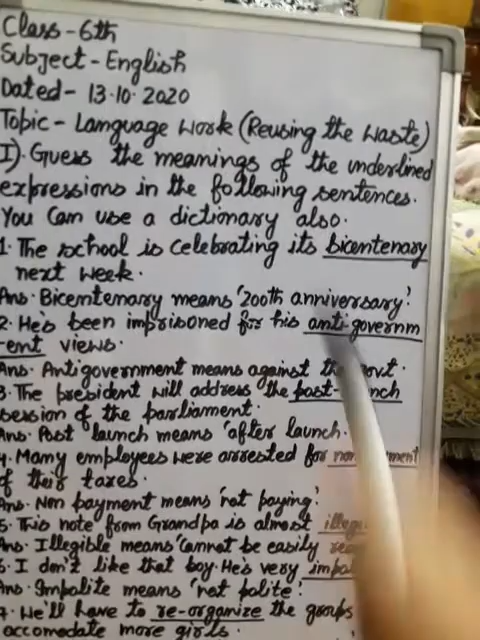 Class-6th
Subject-English
Dated- 13.10.2020
Topic- Language work (Reusing the waste)
I). Guess the meanings of the underlined
expressions in the following sentences.
You can use a dictionary also.
1. The school is celebrating its bicentenary
next week.
Ans. Bicentenary means '200th anniversary'.
2. He's been imprisoned for his anti-governm
-ent views.
Ans. Antigovernment means against the govt.
3. The president will address the
session of the parliament.
Ans. Post launch means 'after launch.
4. Many employees were arrested for
of their taxes.
Ans. Non payment means 'not paying'.
5. This note from Grandpa is almost
Ans. Illegible means 'cannot be easily
6. I don't like that boy. He's very
Ans. Impolite means 'not polite'.
7. We'll have to re-organize the groups
accomodate more girls.